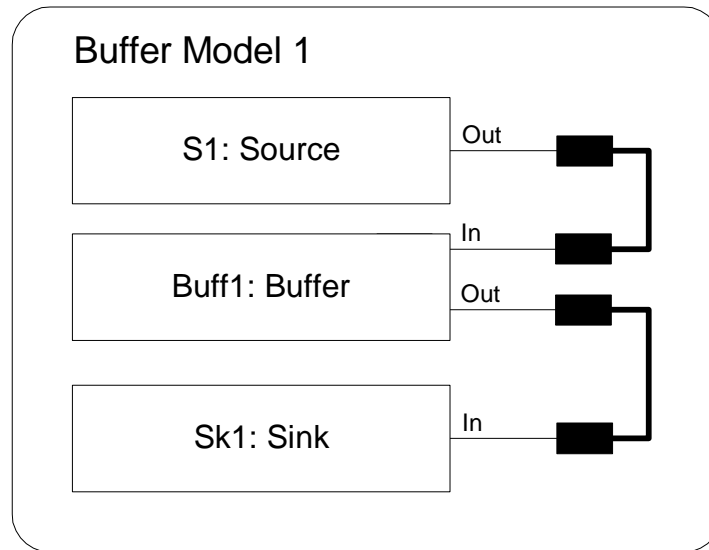 Buffer Model 1
S1: Source
Out
In
Buff1: Buffer
Out
In
Sk1: Sink